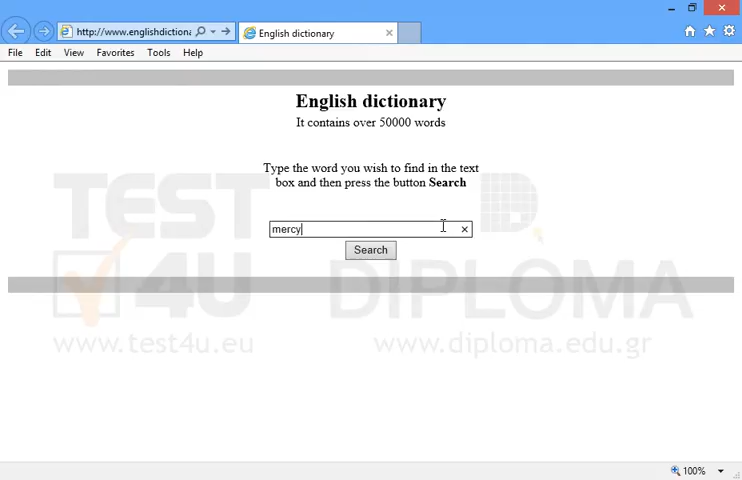 http://www.englishdictiona
English dictionary
File Edit View Favorites Tools Help
English dictionary
It contains over 50000 words
Type the word you wish to find in the text
box and then press the button Search
mercy
Search
TEST
4U
DIPLOMA
www.test4u.eu
www.diploma.edu.gr
100%